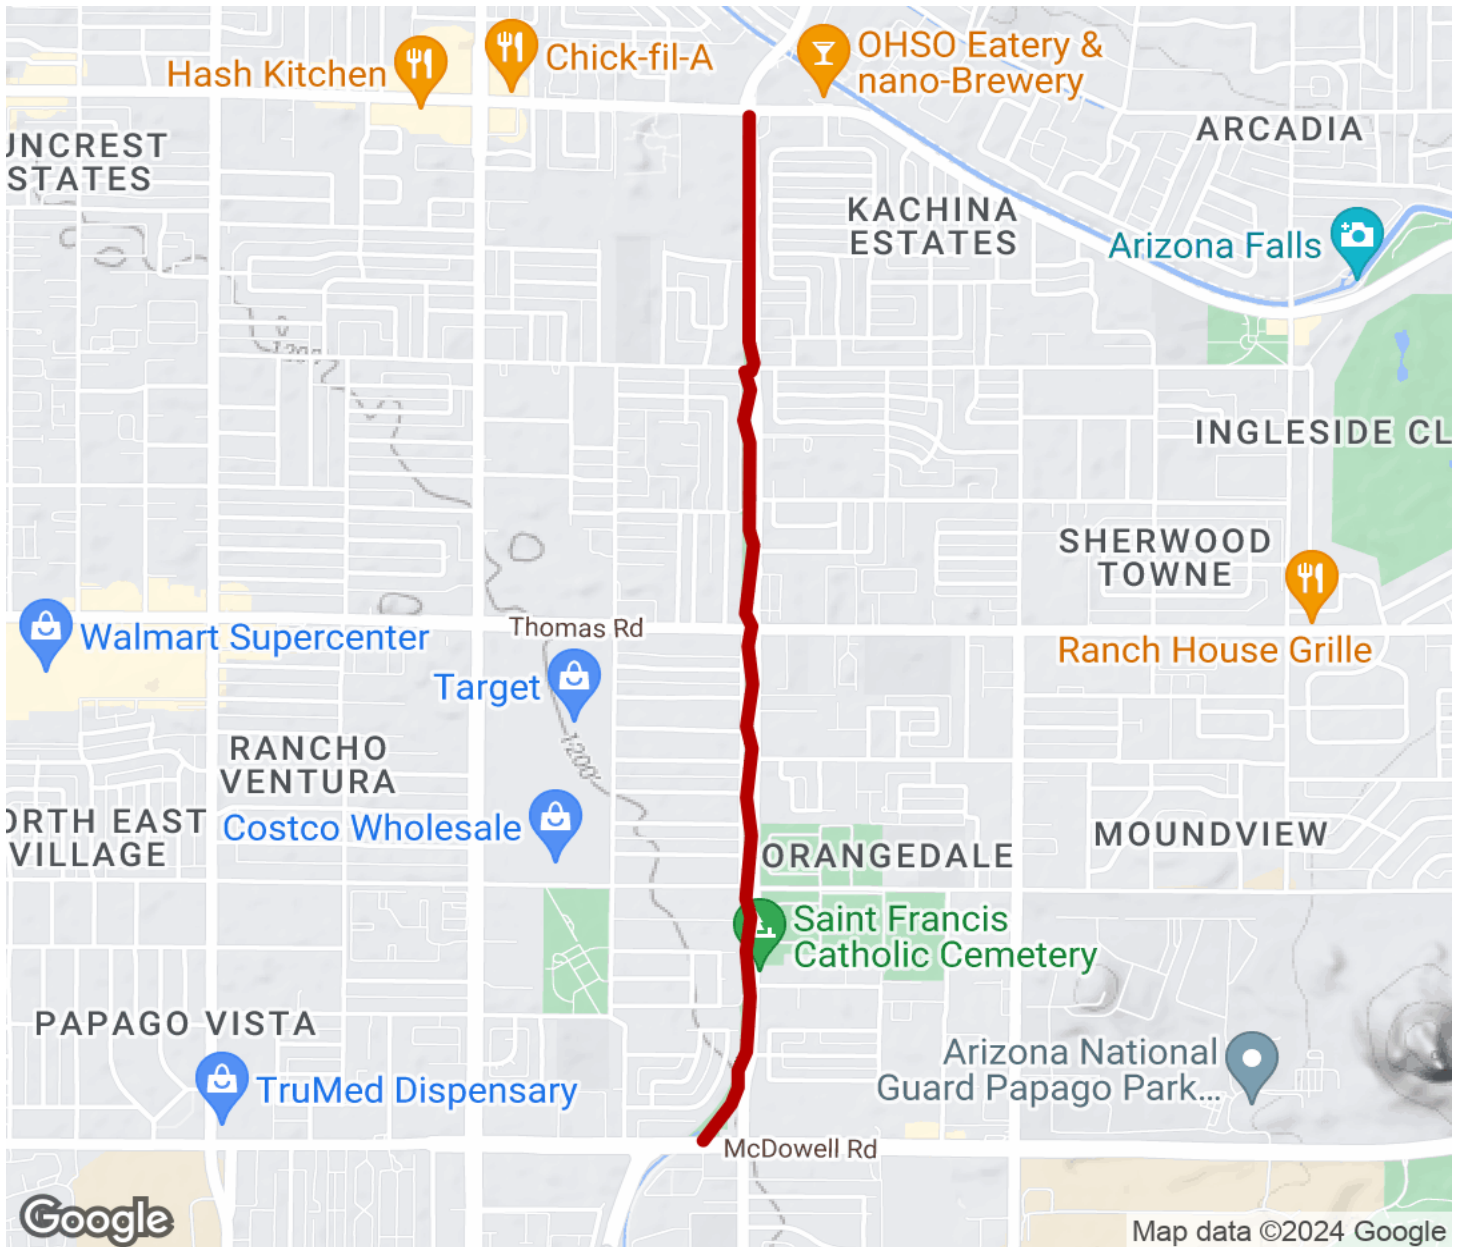 Hash Kitchen
Chick-fil-A
OHSO Eatery &
nano-Brewery
UNCREST
STATES
ARCADIA
KACHINA
ESTATES
Arizona Falls
1200
INGLESIDE CL
SHERWOOD
TOWNE
Thomas Rd
Walmart Supercenter
Ranch House Grille
Target
RANCHO
VENTURA
1200'
ORTH EAST
VILLAGE
Costco Wholesale
MOUNDVIEW
ORANGEDALE
Saint Francis
Catholic Cemetery
PAPAGO VISTA
Arizona National
Guard Papago Park...
TruMed Dispensary
McDowell Rd
Google
Map data ©2024 Google